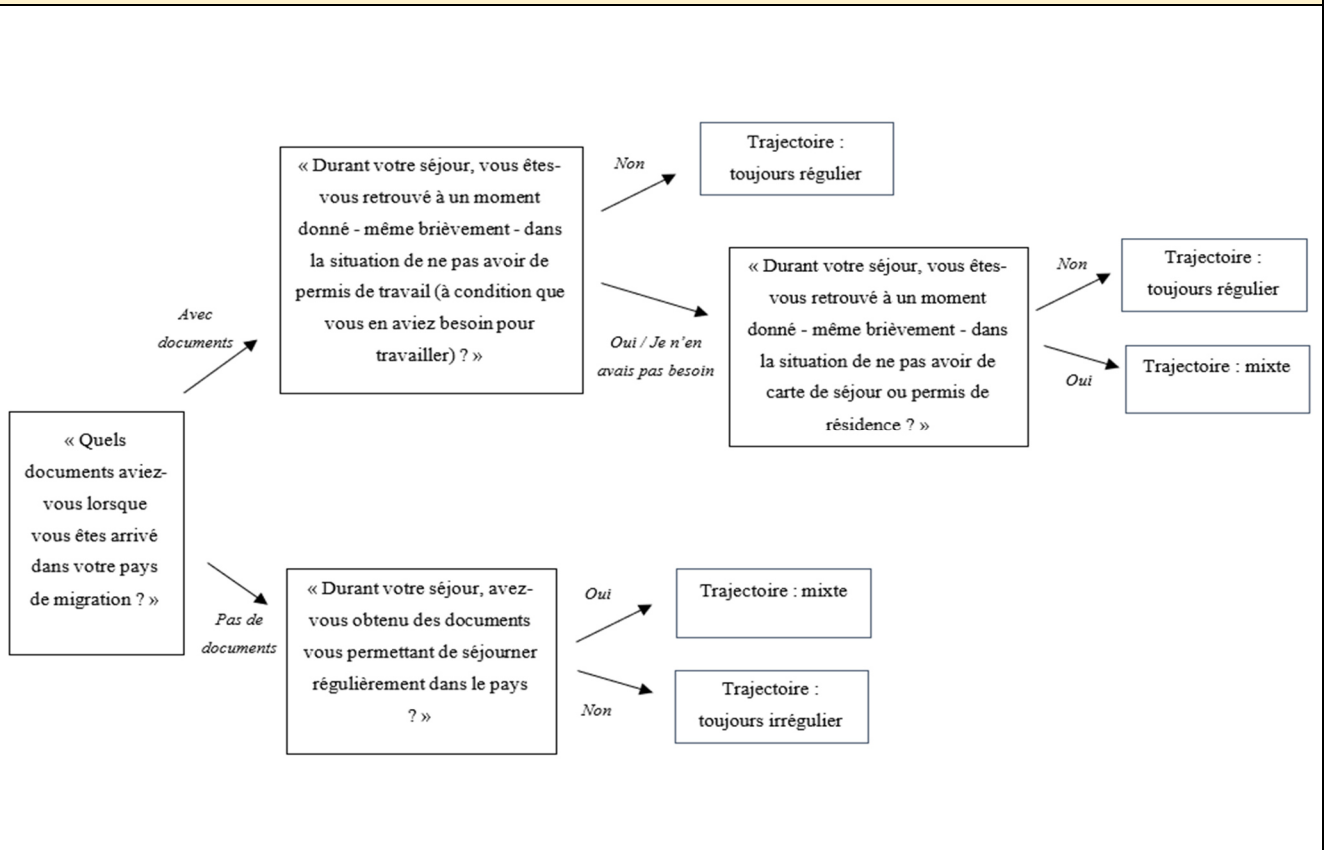 « Quels
documents aviez-
vous lorsque
vous êtes arrivé
dans votre pays
de migration ? »
Avec
documents
« Durant votre séjour, vous êtes-
vous retrouvé à un moment
donné - même brièvement - dans
la situation de ne pas avoir de
permis de travail (à condition que
vous en aviez besoin pour
travailler) ? »
Non
Trajectoire :
toujours régulier
Oui / Je n’en
avais pas besoin
« Durant votre séjour, vous êtes-
vous retrouvé à un moment
donné - même brièvement - dans
la situation de ne pas avoir de
carte de séjour ou permis de
résidence ? »
Non
Trajectoire :
toujours régulier
Oui
Trajectoire : mixte
Pas de
documents
« Durant votre séjour, avez-
vous obtenu des documents
vous permettant de séjourner
régulièrement dans le pays
? »
Oui
Trajectoire : mixte
Non
Trajectoire :
toujours irrégulier